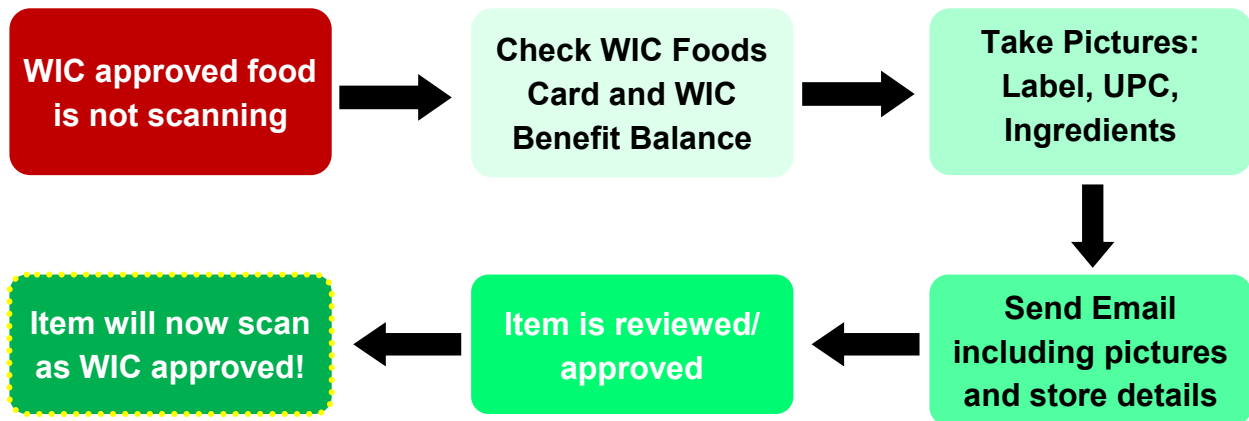 WIC approved food
is not scanning
Check WIC Foods
Card and WIC
Benefit Balance
Take Pictures:
Label, UPC,
Ingredients
Send Email
including pictures
and store details
Item is reviewed/
approved
Item will now scan
as WIC approved!